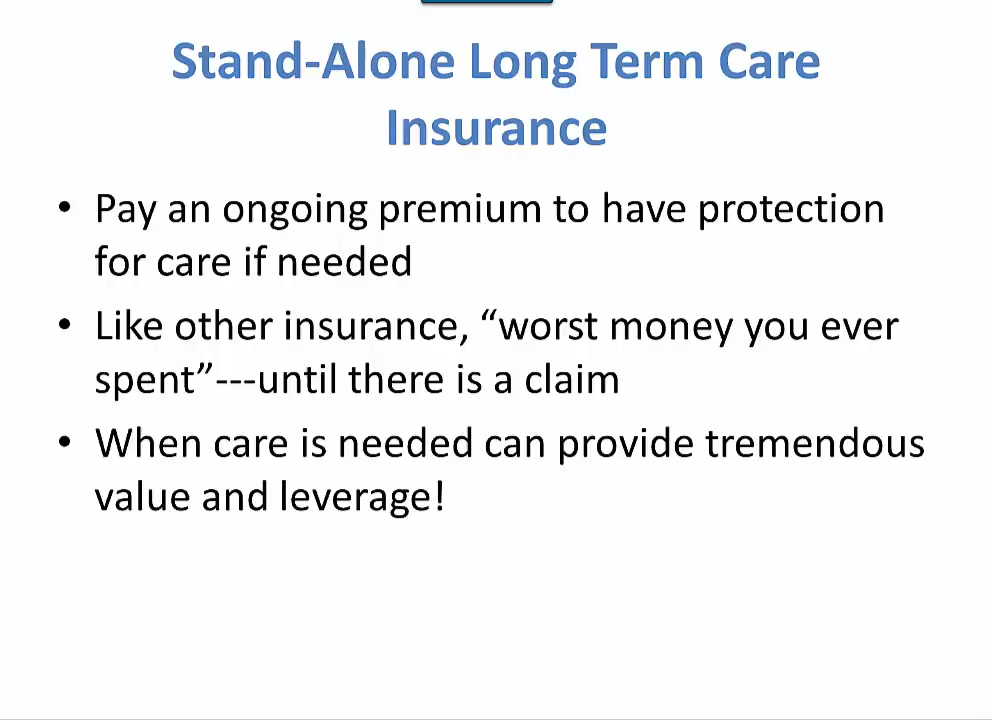 Stand-Alone Long Term Care
Insurance
• Pay an ongoing premium to have protection
for care if needed
• Like other insurance, “worst money you ever
spent”---until there is a claim
• When care is needed can provide tremendous
value and leverage!